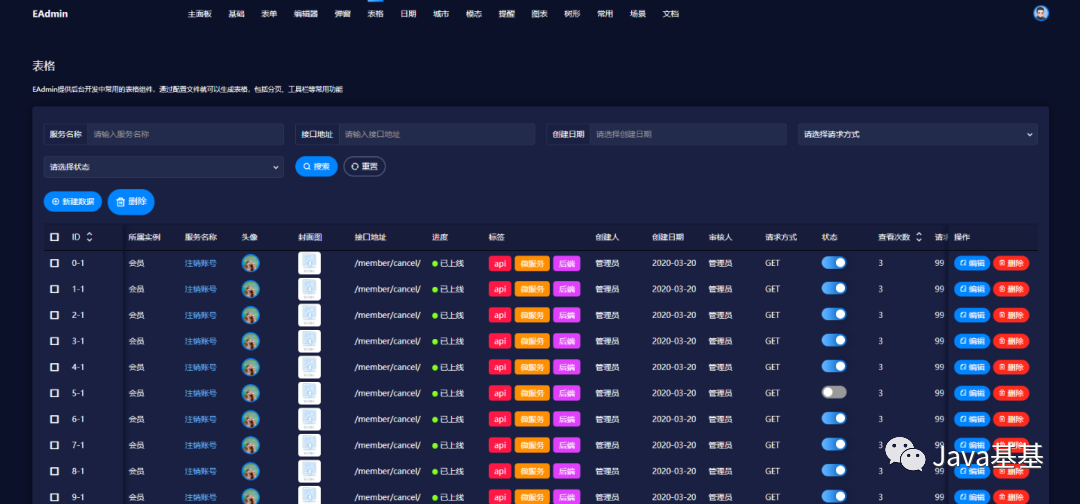 EAdmin 主面板 基础 表单 编辑器 弹窗 表格 日期 城市 模态 提醒 图表 树形 常用 场景 文档
表格
EAdmin提供后台开发中常用的表格组件，通过配置文件就可以生成表格，包括分页，工具栏等常用功能
服务名称 请输入服务名称 接口地址 请输入接口地址 创建日期 请选择创建日期 请选择请求方式
请选择状态 搜索 重置
新建数据 删除
ID 所属实例 服务名称 头像 封面图 接口地址 进度 标签 创建人 创建日期 审核人 请求方式 状态 查看次数 请求 操作
0-1 会员 注销账号 /member/cancel/ 已上线 api 微服务 后端 管理员 2020-03-20 管理员 GET 3 99 编辑 删除
1-1 会员 注销账号 /member/cancel/ 已上线 api 微服务 后端 管理员 2020-03-20 管理员 GET 3 99 编辑 删除
2-1 会员 注销账号 /member/cancel/ 已上线 api 微服务 后端 管理员 2020-03-20 管理员 GET 3 99 编辑 删除
3-1 会员 注销账号 /member/cancel/ 已上线 api 微服务 后端 管理员 2020-03-20 管理员 GET 3 99 编辑 删除
4-1 会员 注销账号 /member/cancel/ 已上线 api 微服务 后端 管理员 2020-03-20 管理员 GET 3 99 编辑 删除
5-1 会员 注销账号 /member/cancel/ 已上线 api 微服务 后端 管理员 2020-03-20 管理员 GET 3 99 编辑 删除
6-1 会员 注销账号 /member/cancel/ 已上线 api 微服务 后端 管理员 2020-03-20 管理员 GET 3 99 编辑 删除
7-1 会员 注销账号 /member/cancel/ 已上线 api 微服务 后端 管理员 2020-03-20 管理员 GET 3 99 编辑 删除
Java基基
8-1 会员 注销账号 /member/cancel/ 已上线 api 微服务 后端 管理员 2020-03-20 管理员 GET 3 99 编辑 删除
9-1 会员 注销账号 /member/cancel/ 已上线 api 微服务 后端 管理员 2020-03-20 管理员 GET 3 99 编辑 删除